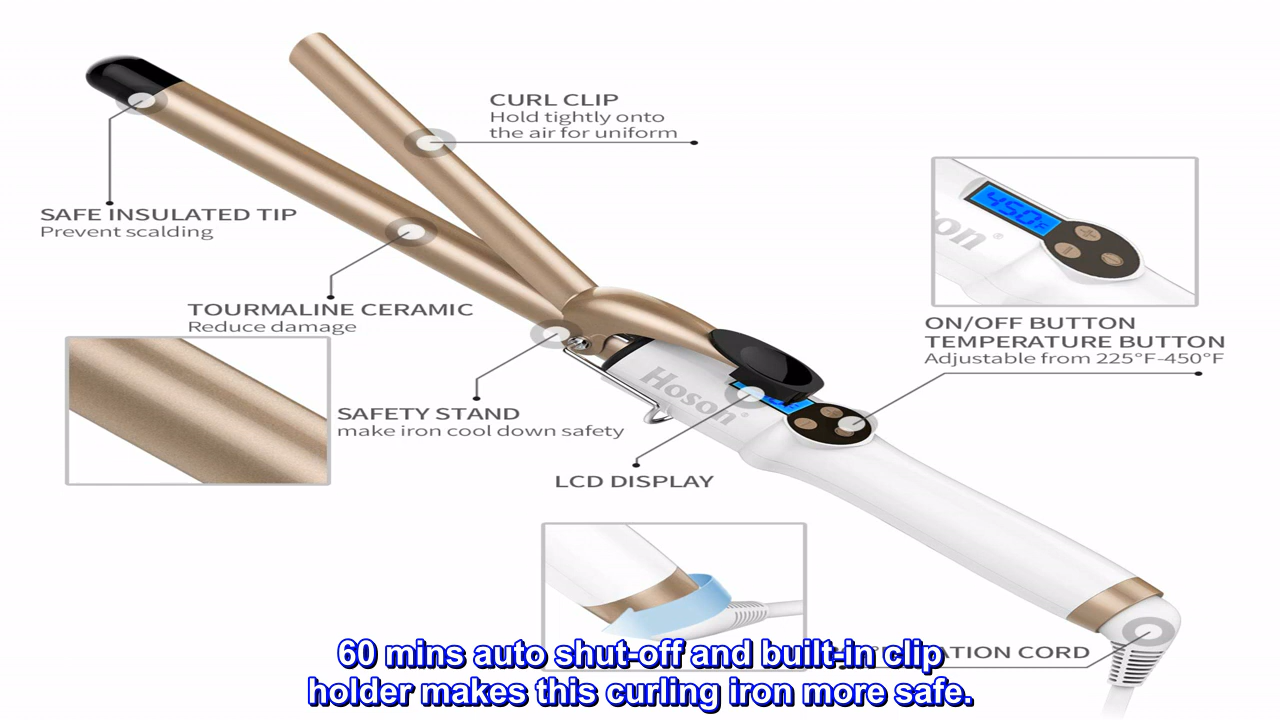 CURL CLIP
Hold tightly onto
the air for uniform
SAFE INSULATED TIP
Prevent scalding
450F
son®
TOURMALINE CERAMIC
Reduce damage
ON/OFF BUTTON
TEMPERATURE BUTTON
Adjustable from 225°F-450°F
Hoson®
SAFETY STAND
make iron cool down safety
LCD DISPLAY
CORD
60 mins auto shut-off and built-in clip
holder makes this curling iron more safe.